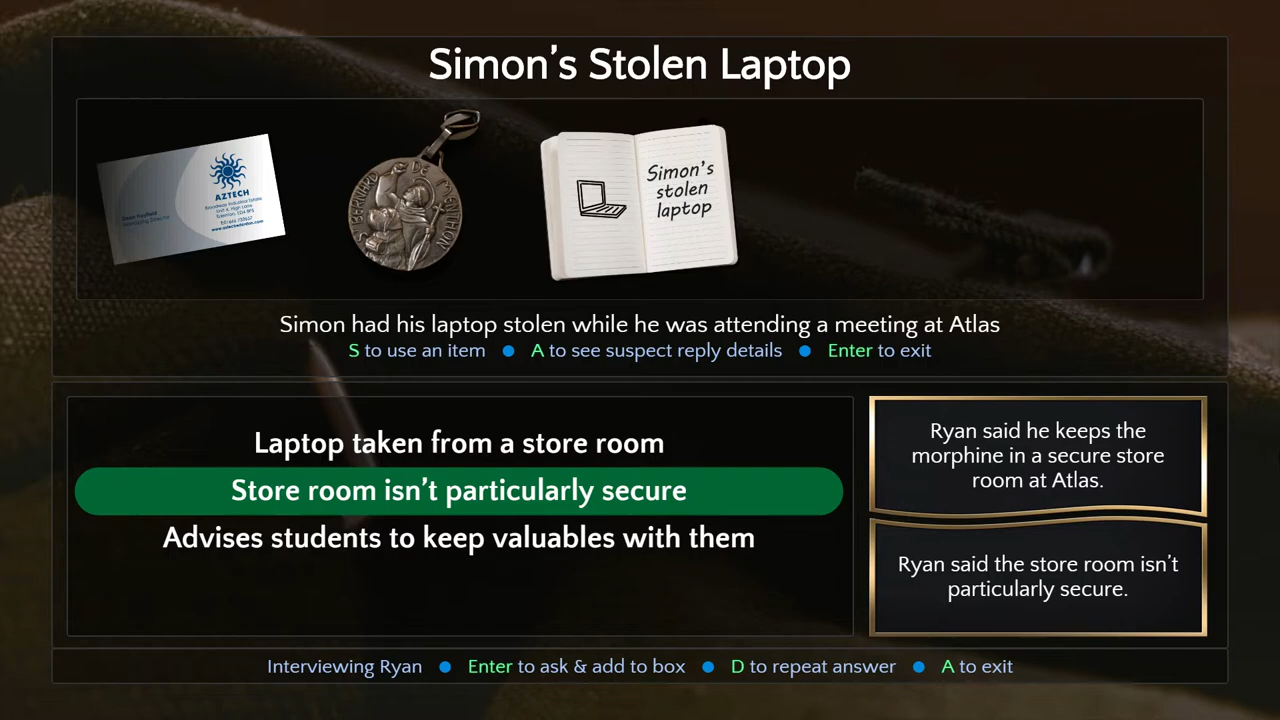 Simon's Stolen Laptop
AZTECH
ST BERNARD DE MENTHON
Simon's
stolen
laptop
Simon had his laptop stolen while he was attending a meeting at Atlas
S to use an item ● A to see suspect reply details ● Enter to exit
Laptop taken from a store room
Store room isn't particularly secure
Advises students to keep valuables with them
Ryan said he keeps the
morphine in a secure store
room at Atlas.
Ryan said the store room isn't
particularly secure.
Interviewing Ryan ● Enter to ask & add to box ● D to repeat answer ● A to exit